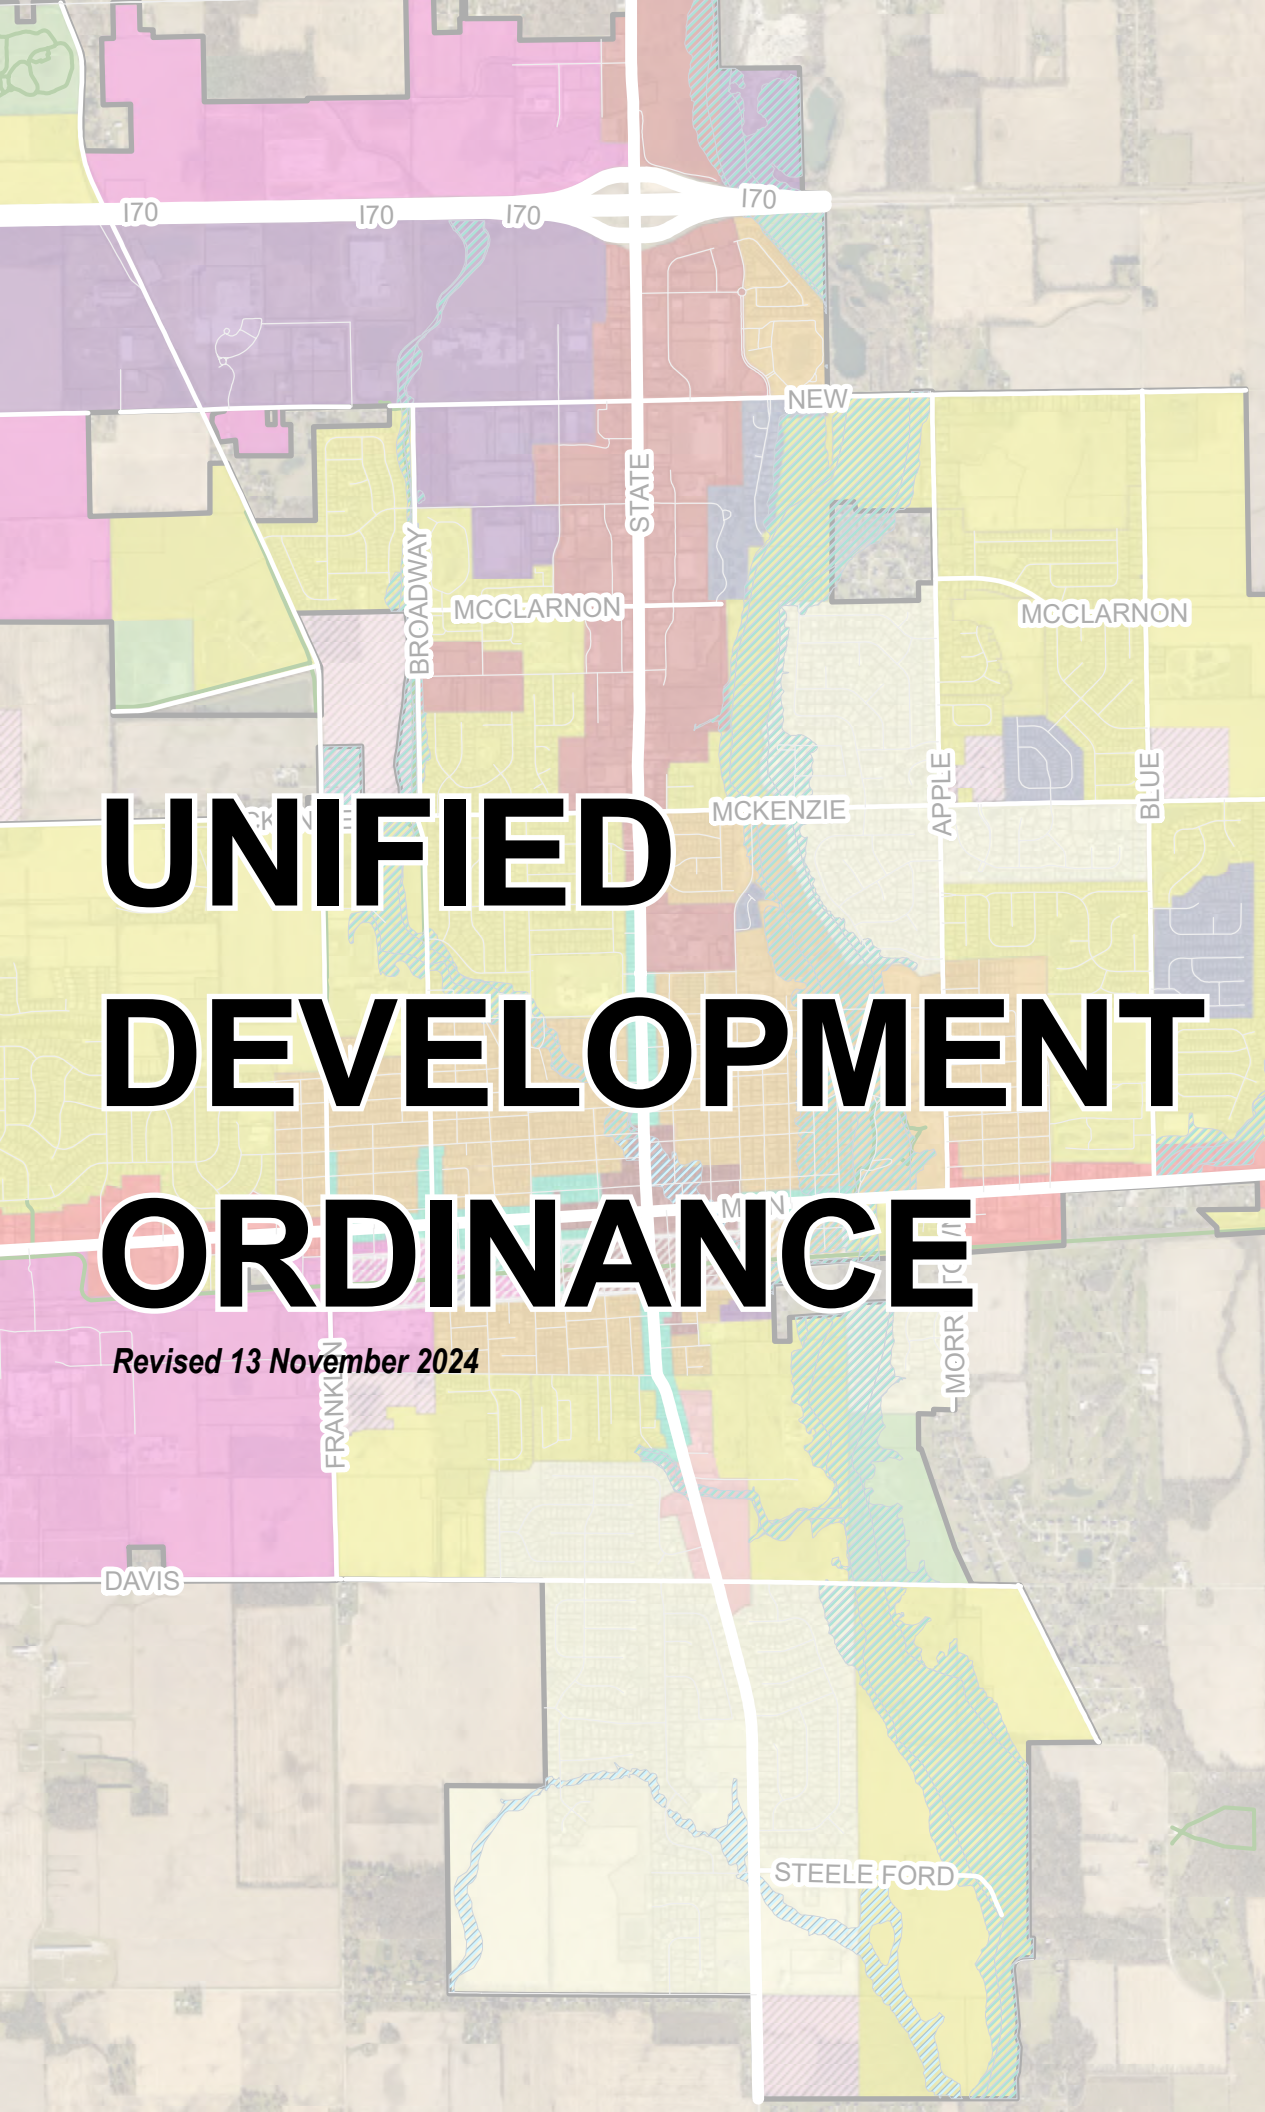 I70
I70
I70
I70
NEW
STATE
BROADWAY
MCCLARNON
MCCLARNON
APPLE
BLUE
MCKENZIE
UNIFIED
DEVELOPMENT
ORDINANCE
Revised 13 November 2024
DAVIS
STEELE FORD